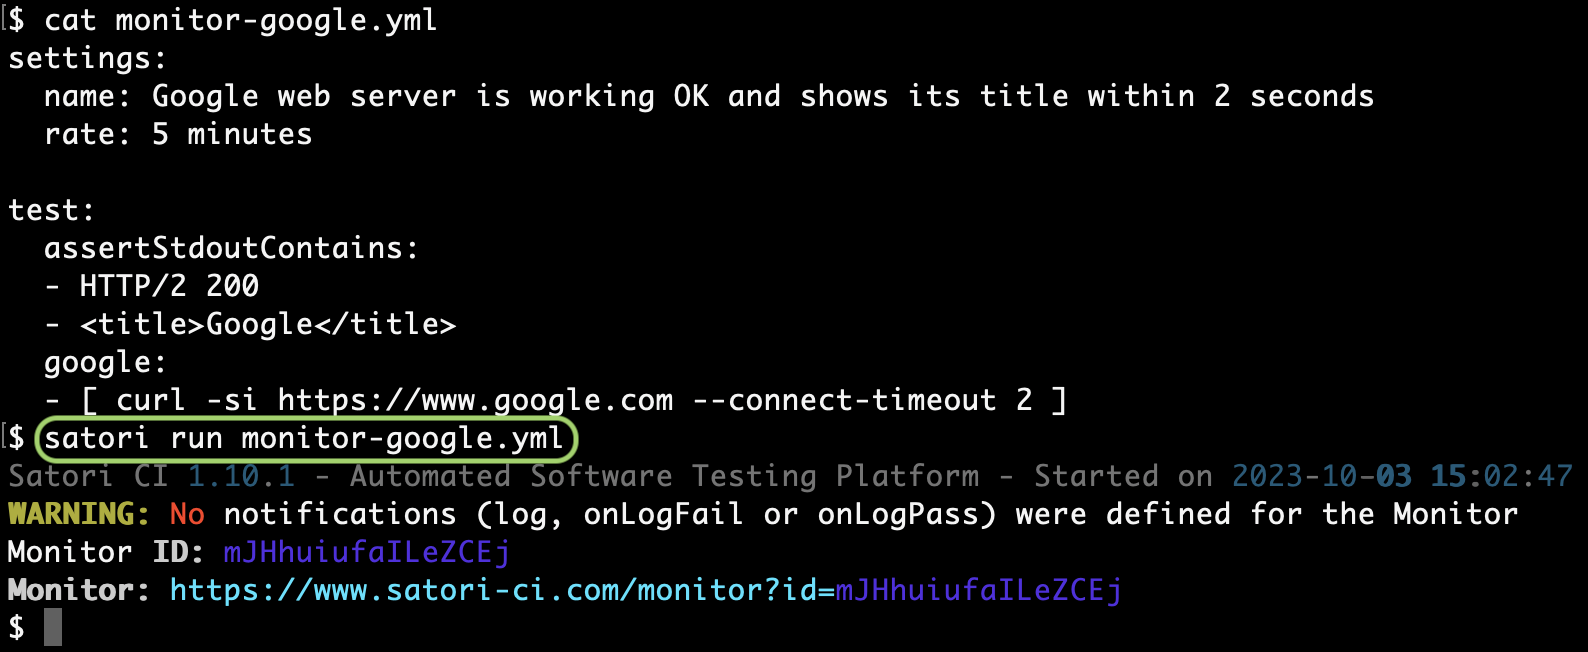 $ cat monitor-google.yml
settings:
  name: Google web server is working OK and shows its title within 2 seconds
  rate: 5 minutes

test:
  assertStdoutContains:
  - HTTP/2 200
  - <title>Google</title>
  google:
  - [ curl -si https://www.google.com --connect-timeout 2 ]
$ satori run monitor-google.yml
Satori CI 1.10.1 - Automated Software Testing Platform - Started on 2023-10-03 15:02:47
WARNING: No notifications (log, onLogFail or onLogPass) were defined for the Monitor
Monitor ID: mJHhuiufaILeZCEj
Monitor: https://www.satori-ci.com/monitor?id=mJHhuiufaILeZCEj
$